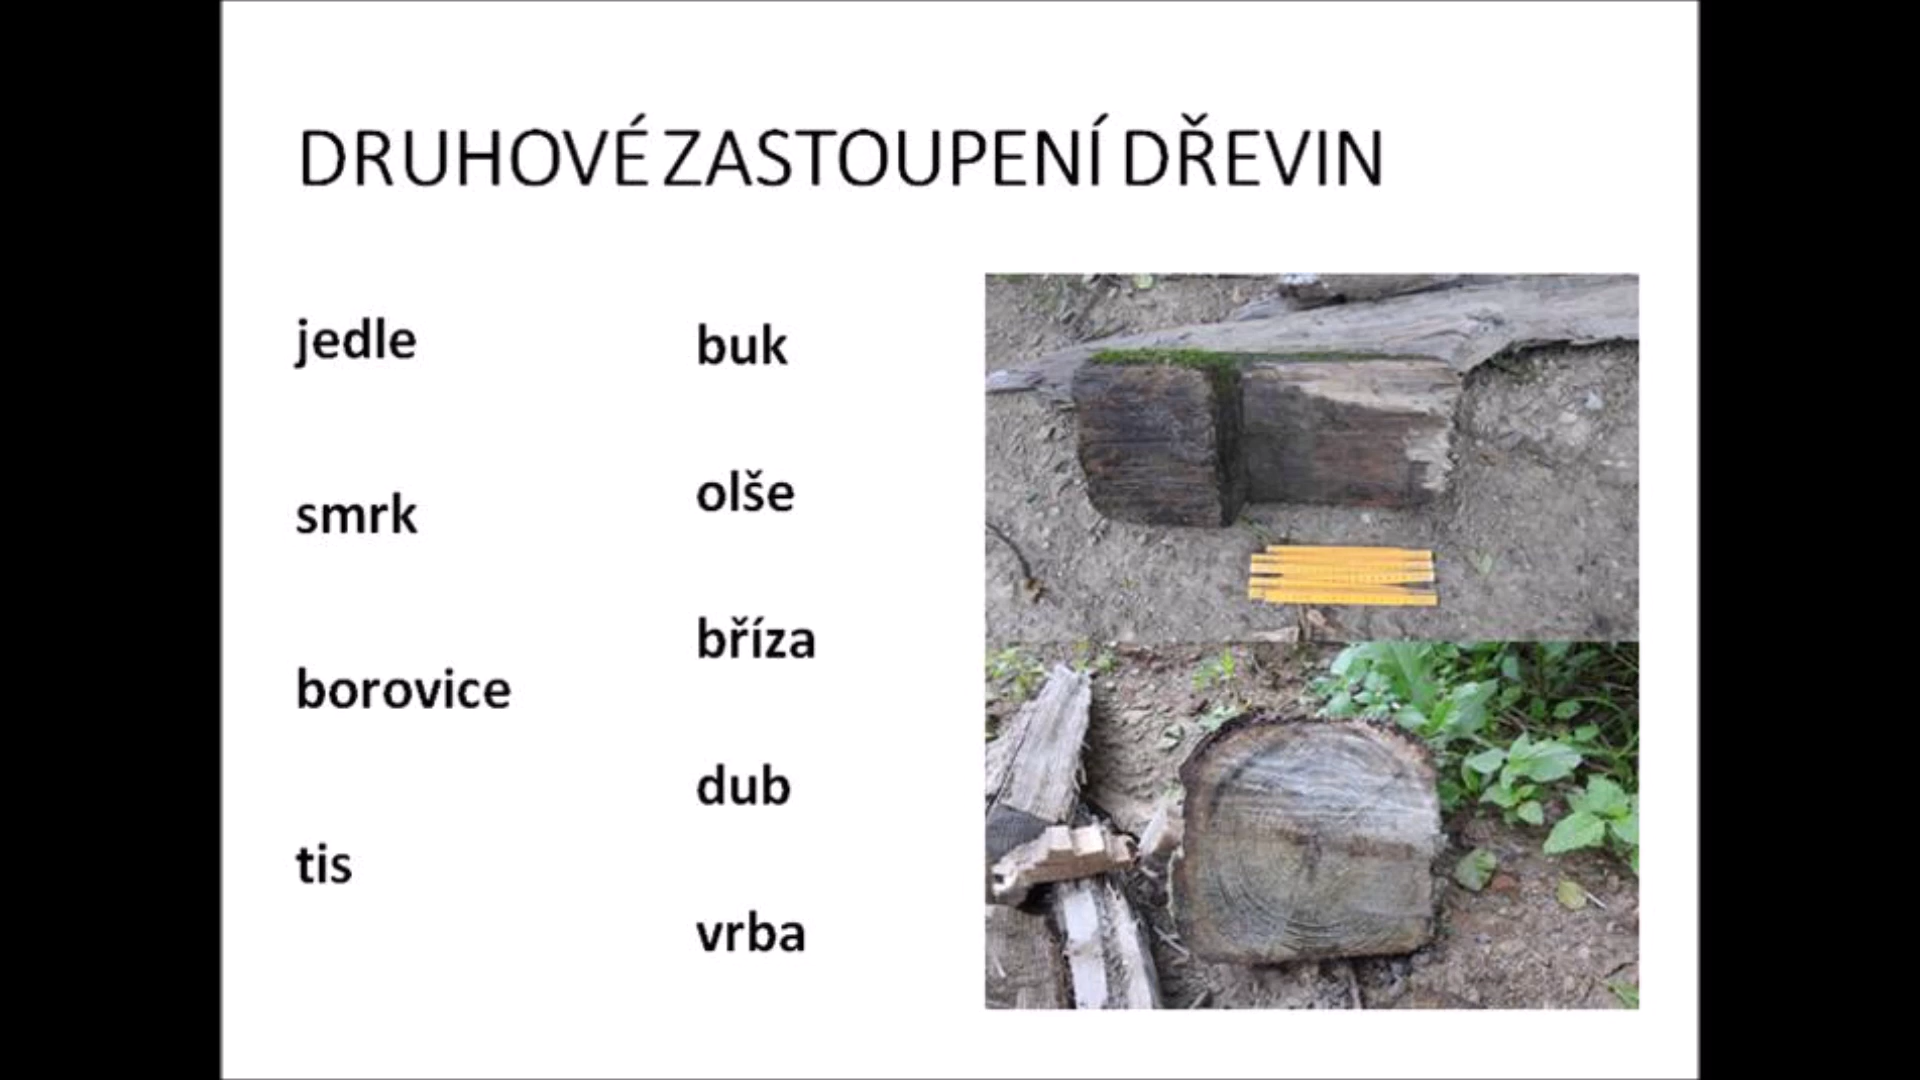 DRUHOVÉ ZASTOUPENÍ DŘEVIN
jedle
smrk
borovice
tis
buk
olše
bříza
dub
vrba